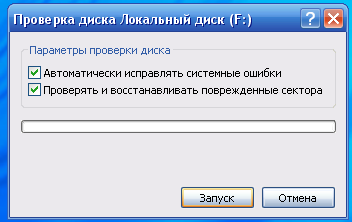 Проверка диска Локальный диск (F:)
Параметры проверки диска
Автоматически исправлять системные ошибки
Проверять и восстанавливать поврежденные сектора
Запуск
Отмена